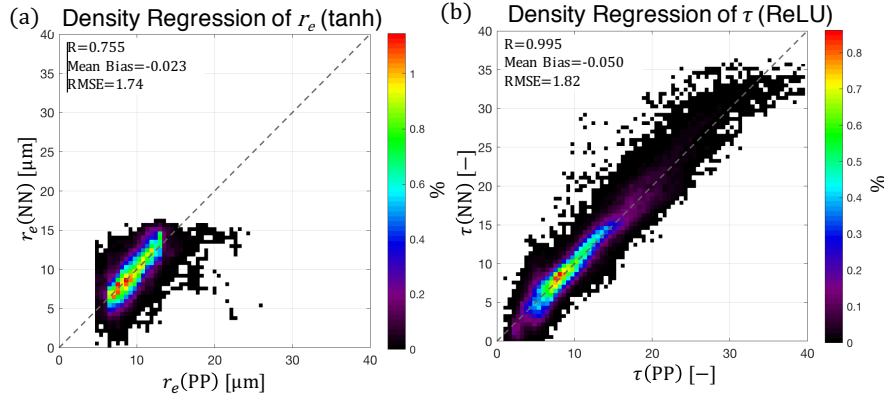 (a)
Density Regression of r_e (tanh)
R=0.755
Mean Bias=-0.023
RMSE=1.74
40
35
30
25
20
15
10
5
0
r_e(NN) [μm]
0 10 20 30 40
r_e(PP) [μm]
1
0.8
0.6
0.4
0.2
0
%
(b)
Density Regression of τ (ReLU)
R=0.995
Mean Bias=-0.050
RMSE=1.82
40
35
30
25
20
15
10
5
0
τ(NN) [−]
0 10 20 30 40
τ(PP) [−]
0.8
0.7
0.6
0.5
0.4
0.3
0.2
0.1
0
%